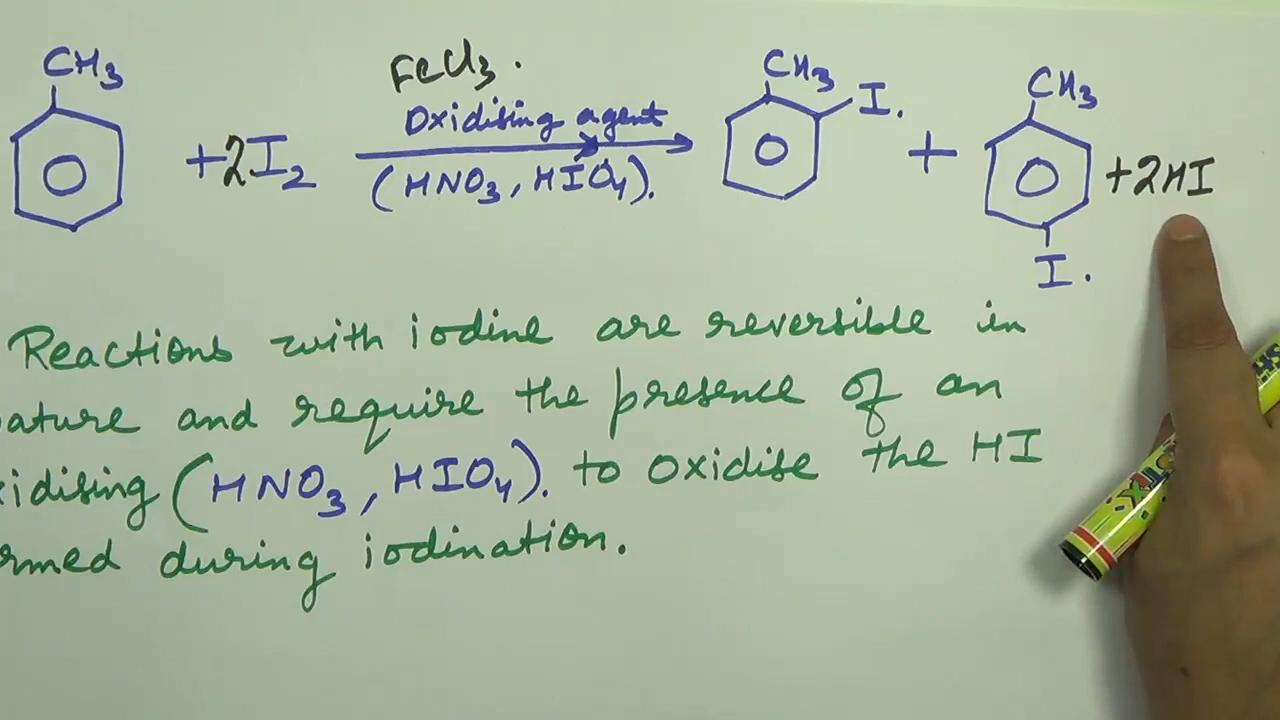 CH3 FeCl3. CH3 CH3
+2I2 Oxidising agent I. + +2HI
(HNO3, HIO4). I.
Reactions with iodine are reversible in
nature and require the presence of an
oxidising (HNO3, HIO4). to oxidise the HI
formed during iodination.